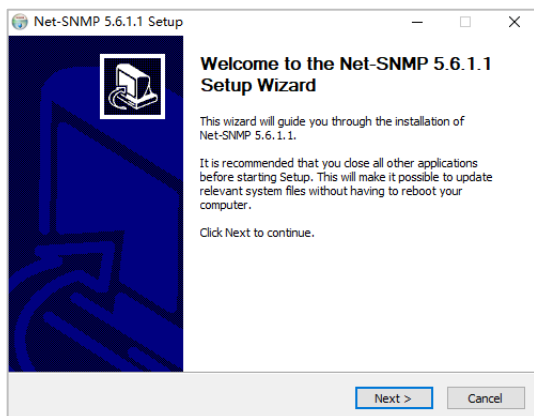 Net-SNMP 5.6.1.1 Setup
Welcome to the Net-SNMP 5.6.1.1
Setup Wizard
This wizard will guide you through the installation of
Net-SNMP 5.6.1.1.
It is recommended that you close all other applications
before starting Setup. This will make it possible to update
relevant system files without having to reboot your
computer.
Click Next to continue.
Next >
Cancel